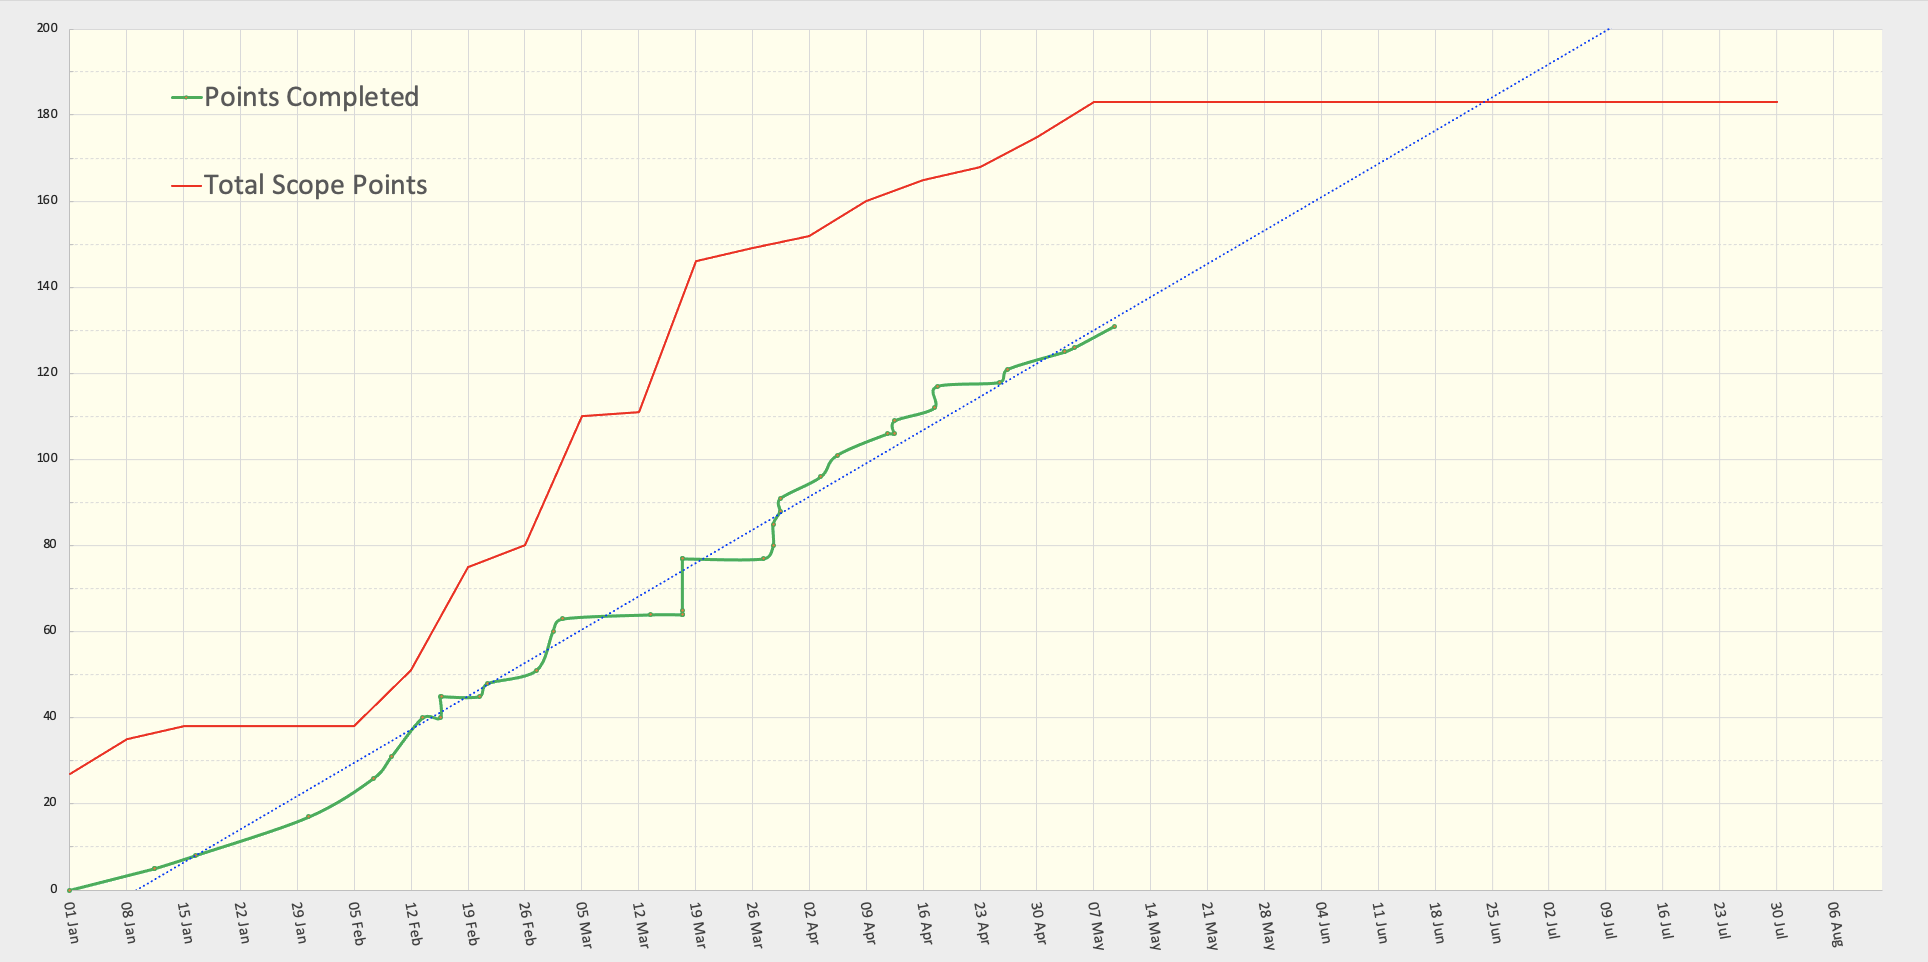 200
180
160
140
120
100
80
60
40
20
0
Points Completed
Total Scope Points
01 Jan
08 Jan
15 Jan
22 Jan
29 Jan
05 Feb
12 Feb
19 Feb
26 Feb
05 Mar
12 Mar
19 Mar
26 Mar
02 Apr
09 Apr
16 Apr
23 Apr
30 Apr
07 May
14 May
21 May
28 May
04 Jun
11 Jun
18 Jun
25 Jun
02 Jul
09 Jul
16 Jul
23 Jul
30 Jul
06 Aug